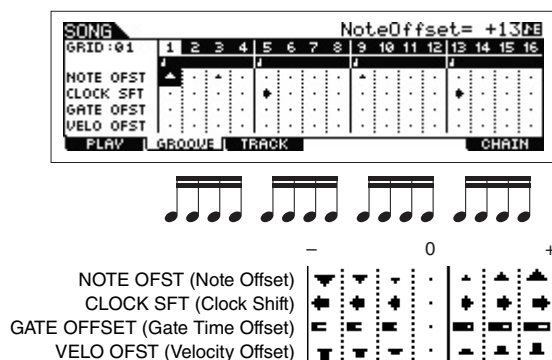 SONG NoteOffset= +13
GRID:01 1 2 3 4 5 6 7 8 9 10 11 12 13 14 15 16
NOTE OFST
CLOCK SFT
GATE OFST
VELO OFST
PLAY GROOVE TRACK CHAIN
– 0 +
NOTE OFST (Note Offset)
CLOCK SFT (Clock Shift)
GATE OFFSET (Gate Time Offset)
VELO OFST (Velocity Offset)